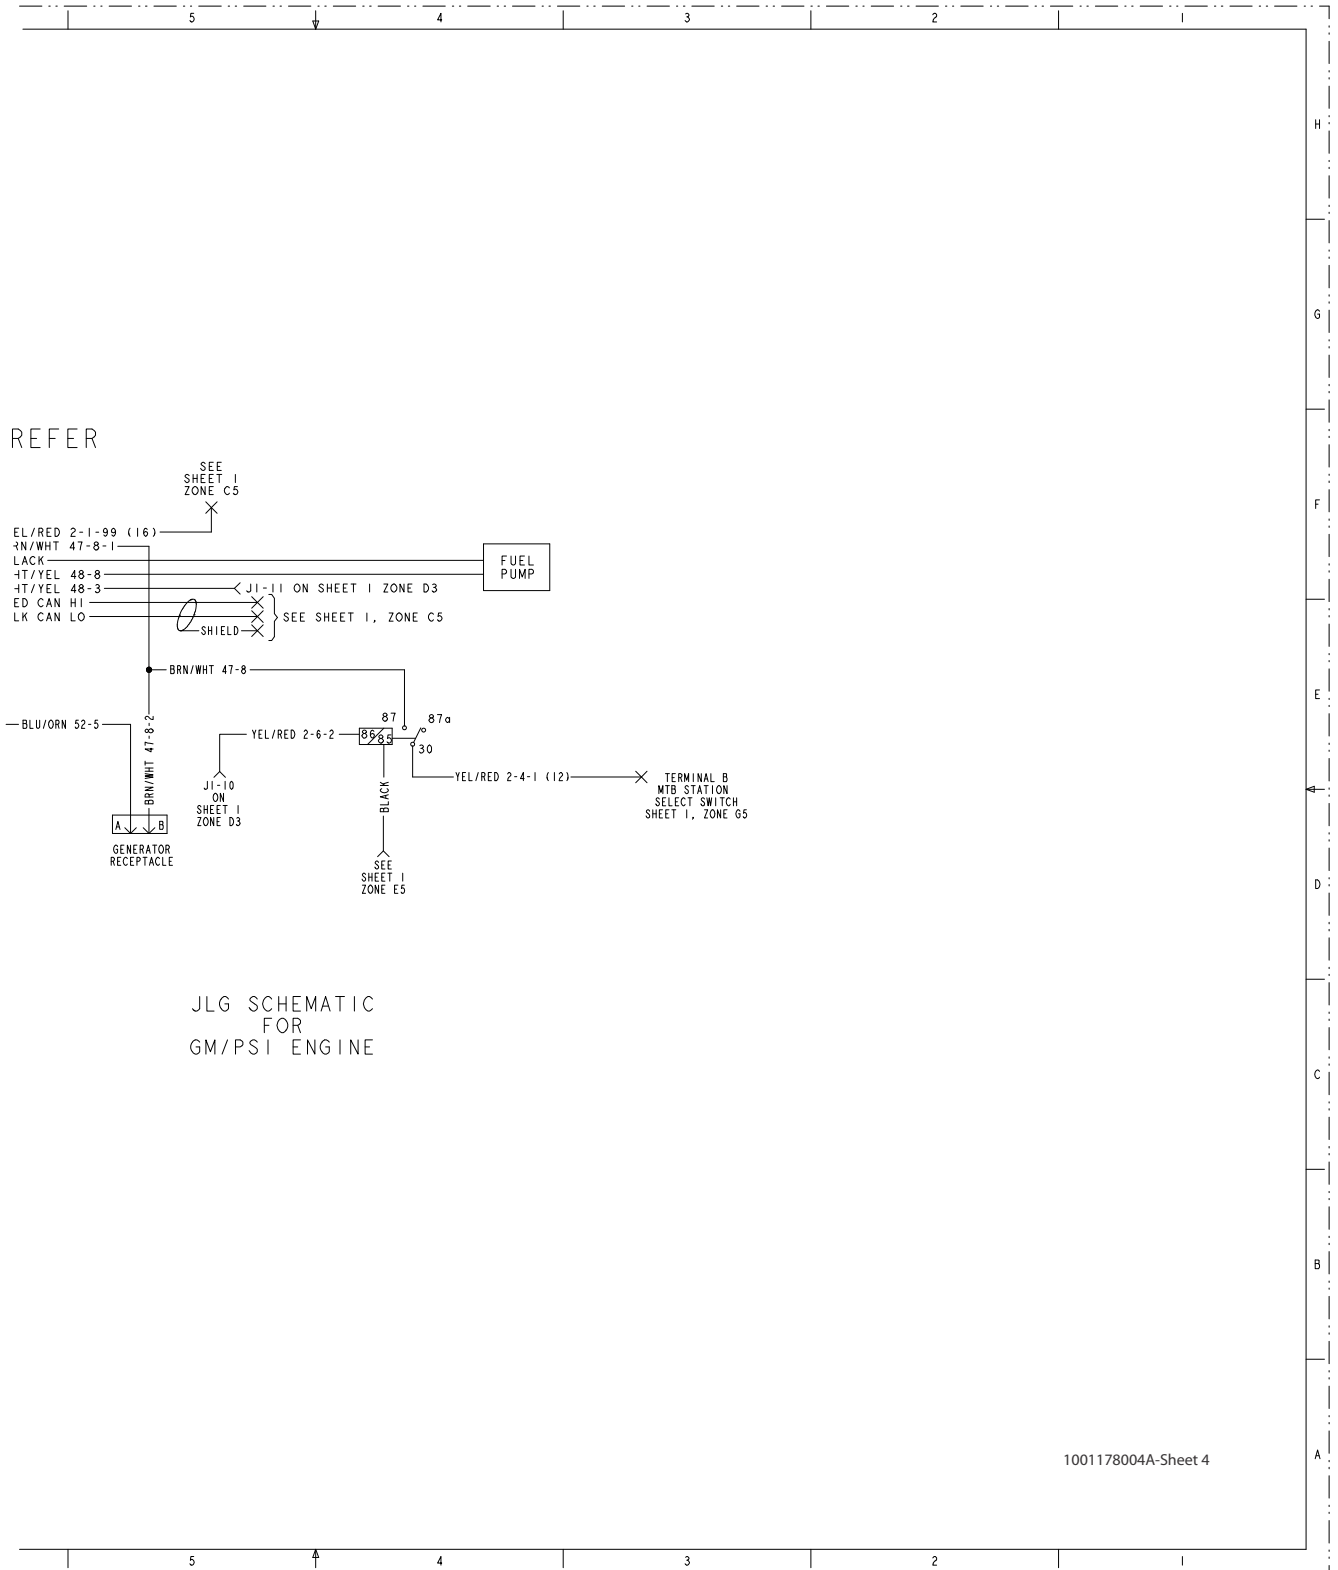 5 4 3 2 1
H
G
F
E
D
C
B
A
REFER
SEE
SHEET 1
ZONE C5
EL/RED 2-1-99 (16)
RN/WHT 47-8-1
LACK
HT/YEL 48-8
HT/YEL 48-3
ED CAN HI
LK CAN LO
FUEL
PUMP
J1-11 ON SHEET 1 ZONE D3
SEE SHEET 1, ZONE C5
SHIELD
BRN/WHT 47-8
BLU/ORN 52-5
BRN/WHT 47-8-2
YEL/RED 2-6-2
86 85
87
87a
30
YEL/RED 2-4-1 (12)
TERMINAL B
MTB STATION
SELECT SWITCH
SHEET 1, ZONE G5
J1-10
ON
SHEET 1
ZONE D3
BLACK
A B
GENERATOR
RECEPTACLE
SEE
SHEET 1
ZONE E5
JLG SCHEMATIC
FOR
GM/PSI ENGINE
1001178004A-Sheet 4
5 4 3 2 1